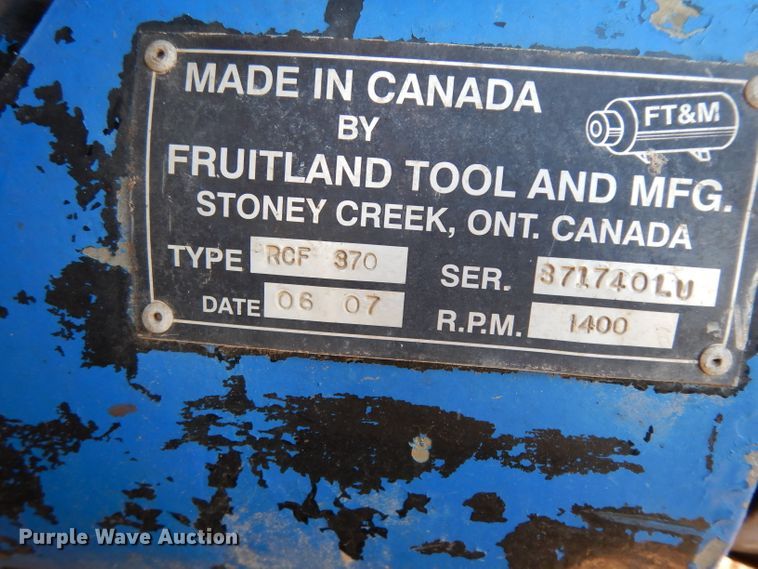 MADE IN CANADA
FT&M
BY
FRUITLAND TOOL AND MFG.
STONEY CREEK, ONT. CANADA
TYPE RCF 370 SER. 371740LU
DATE 06 07 R.P.M. 1400
Purple Wave Auction